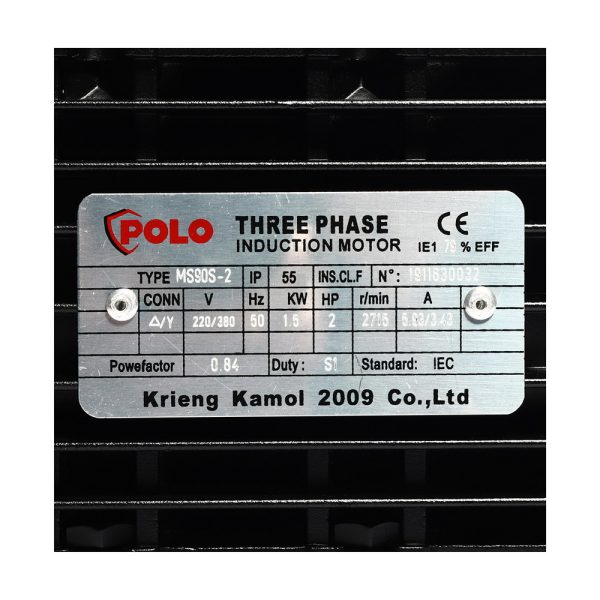 POLO THREE PHASE CE
INDUCTION MOTOR IE1 79 % EFF
TYPE MS90S-2 IP 55 INS.CL.F N°: 1911630032
CONN V Hz KW HP r/min A
△/Y 220/380 50 1.5 2
Powefactor 0.84 Duty: S1 Standard: IEC
Krieng Kamol 2009 Co.,Ltd